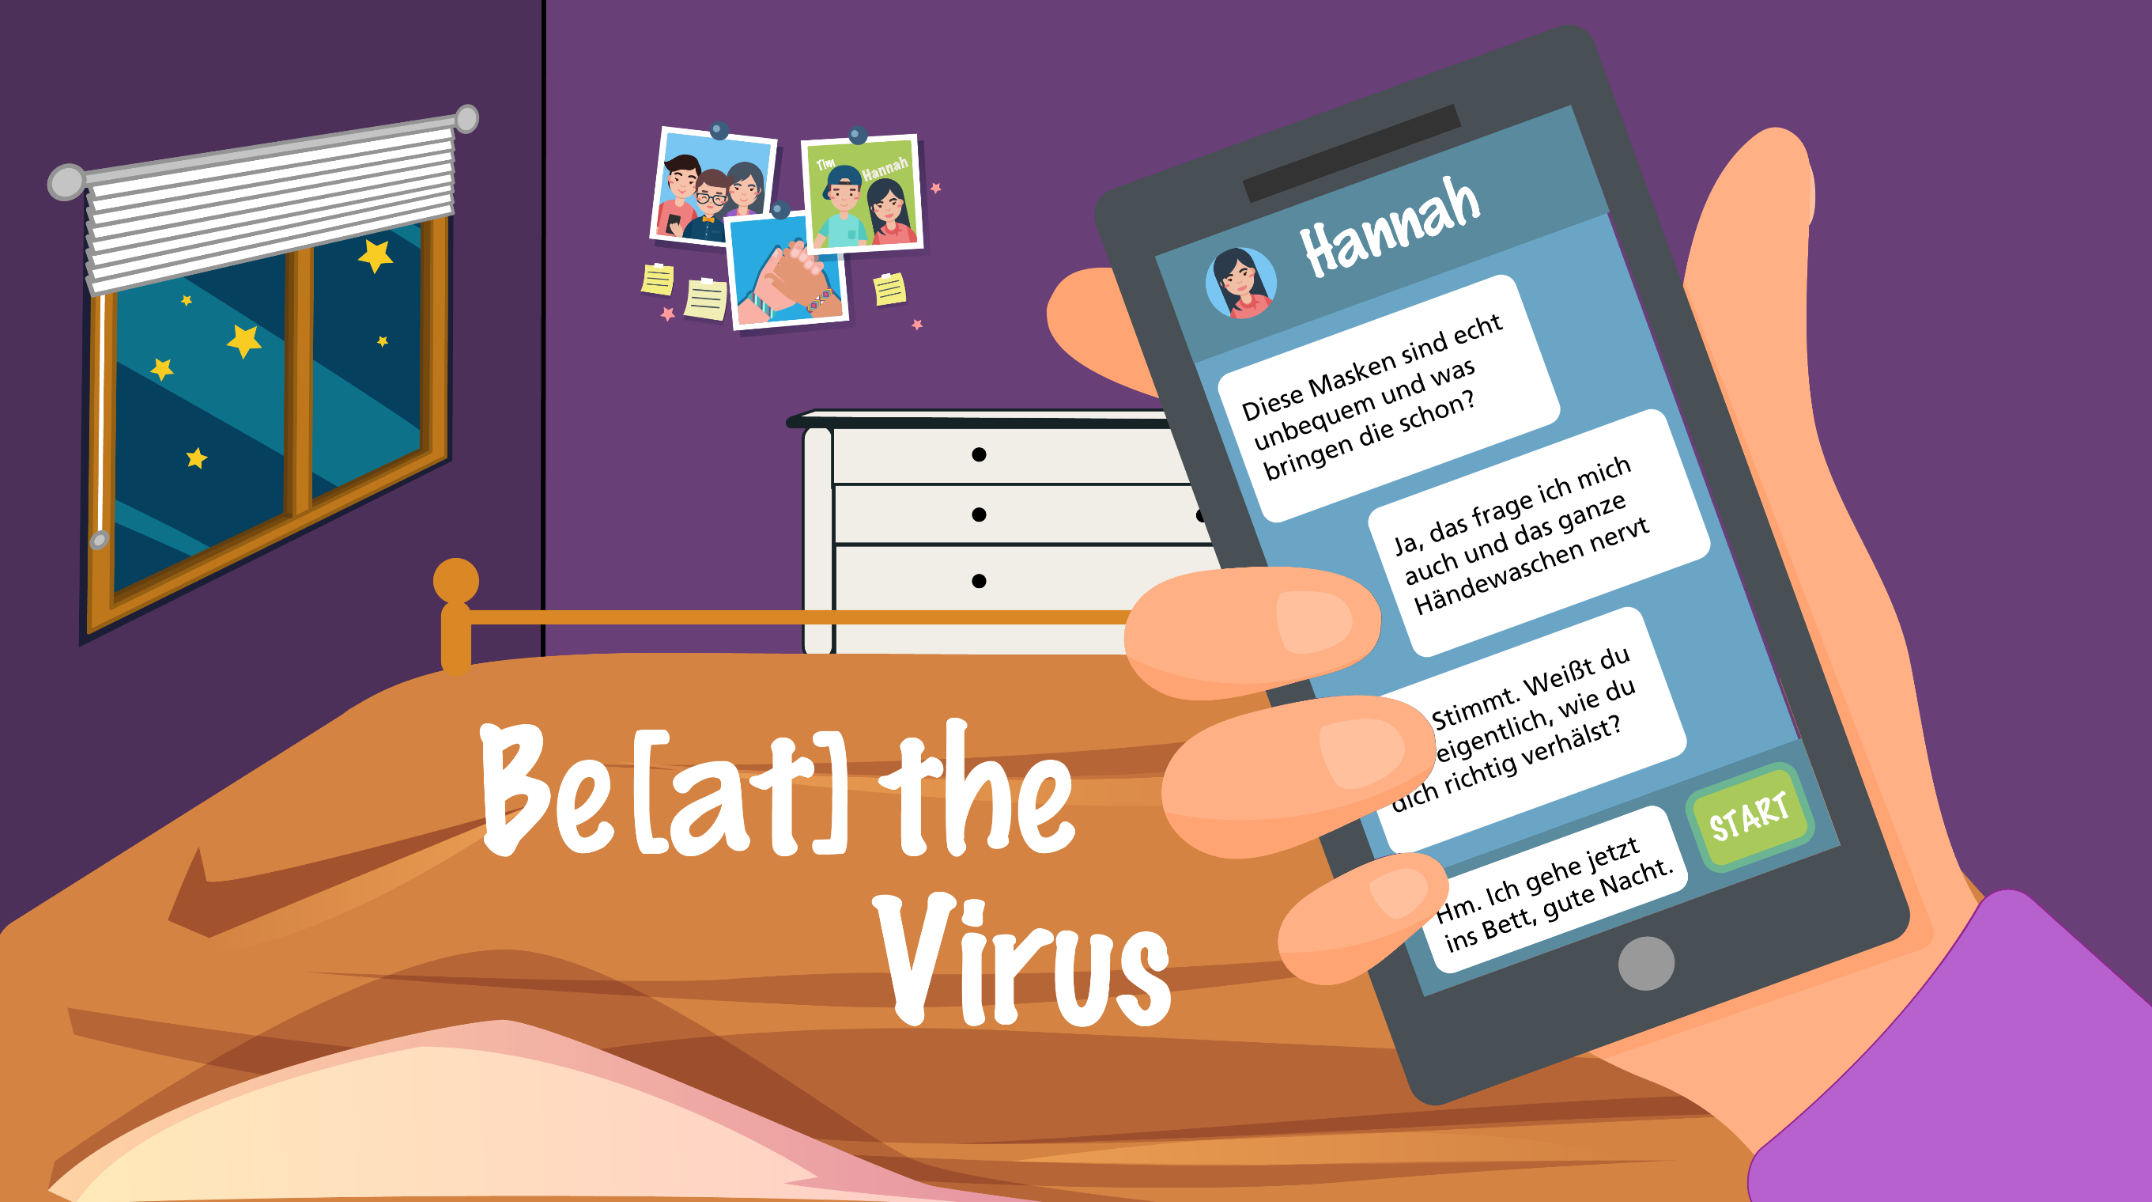 Tim
Hannah
Hannah
Diese Masken sind echt
unbequem und was
bringen die schon?
Ja, das frage ich mich
auch und das ganze
Händewaschen nervt
Stimmt. Weißt du
eigentlich, wie du
dich richtig verhälst?
Hm. Ich gehe jetzt
ins Bett, gute Nacht.
START
Be[at] the
Virus